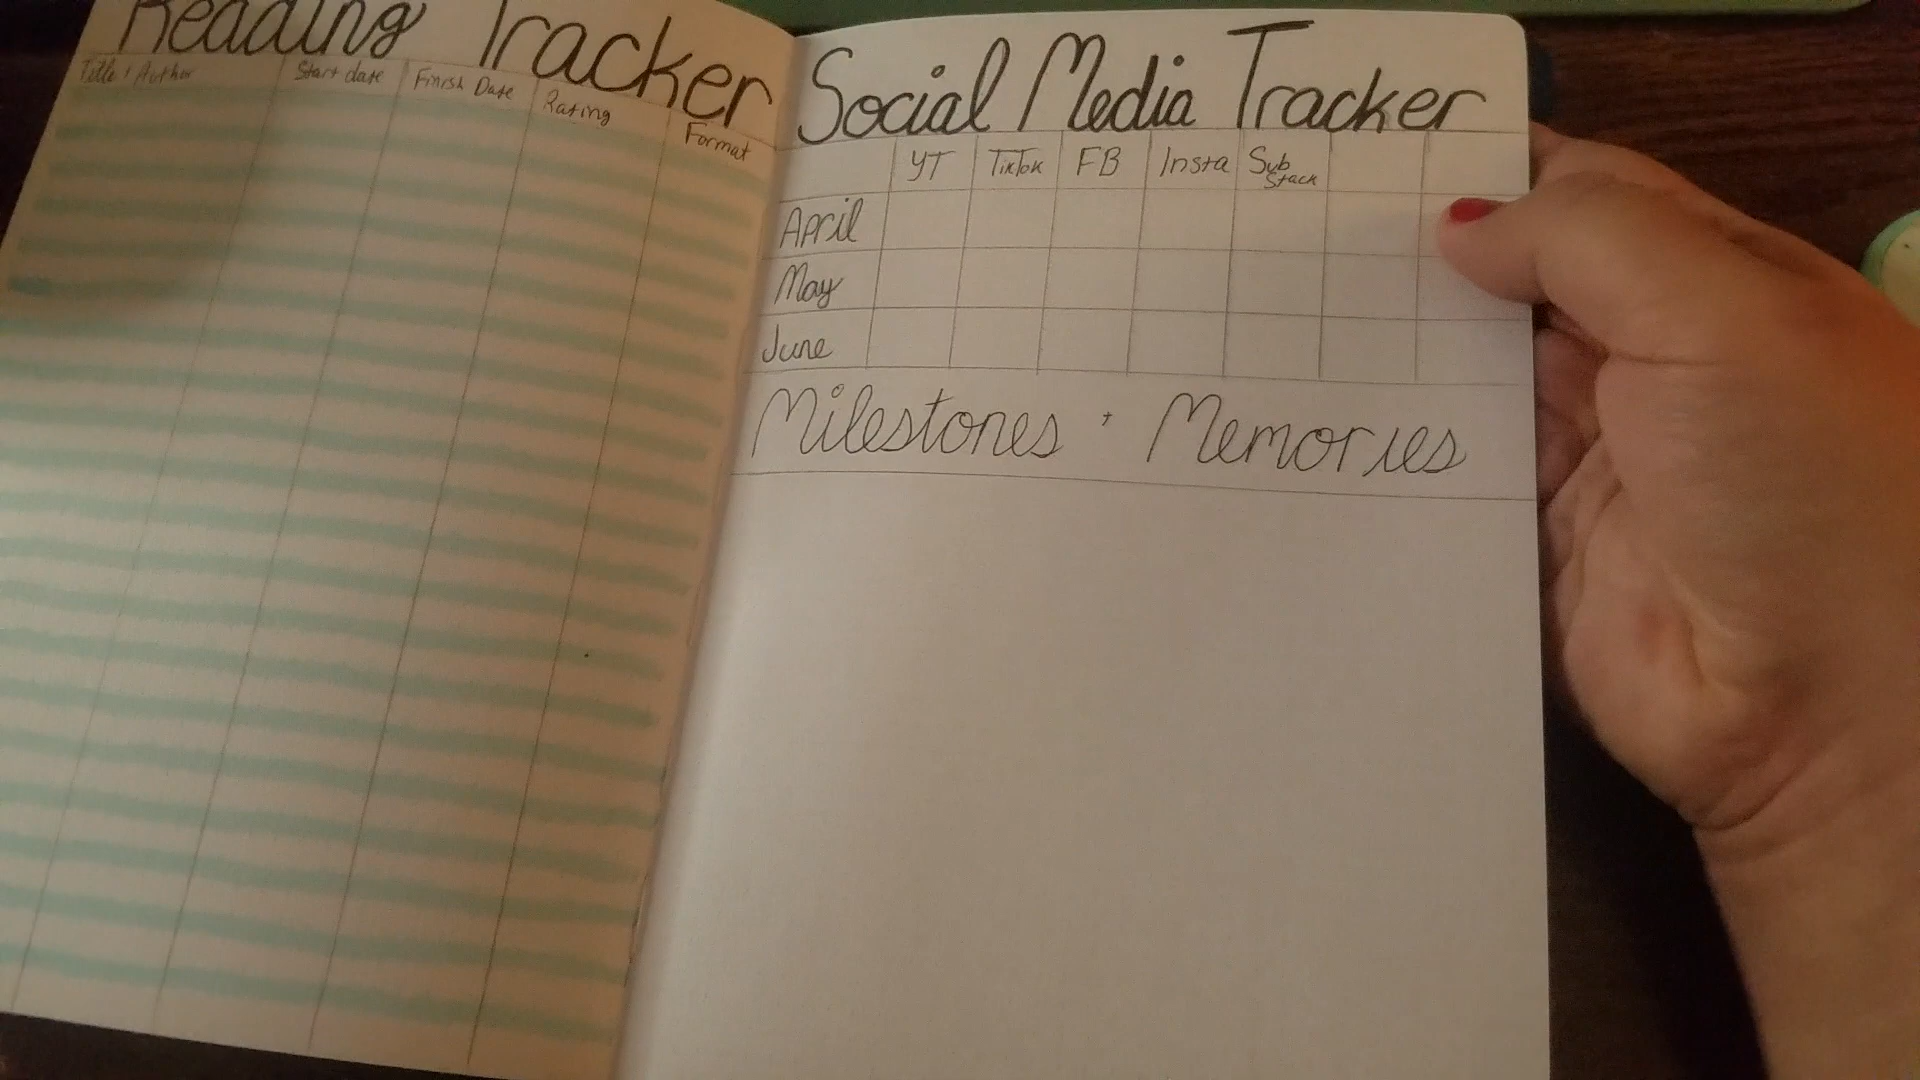 Reading Tracker
Title + Author Start date Finish Date Rating Format
Social Media Tracker
YT TikTok FB Insta Sub Stack
April
May
June
Milestones + Memories